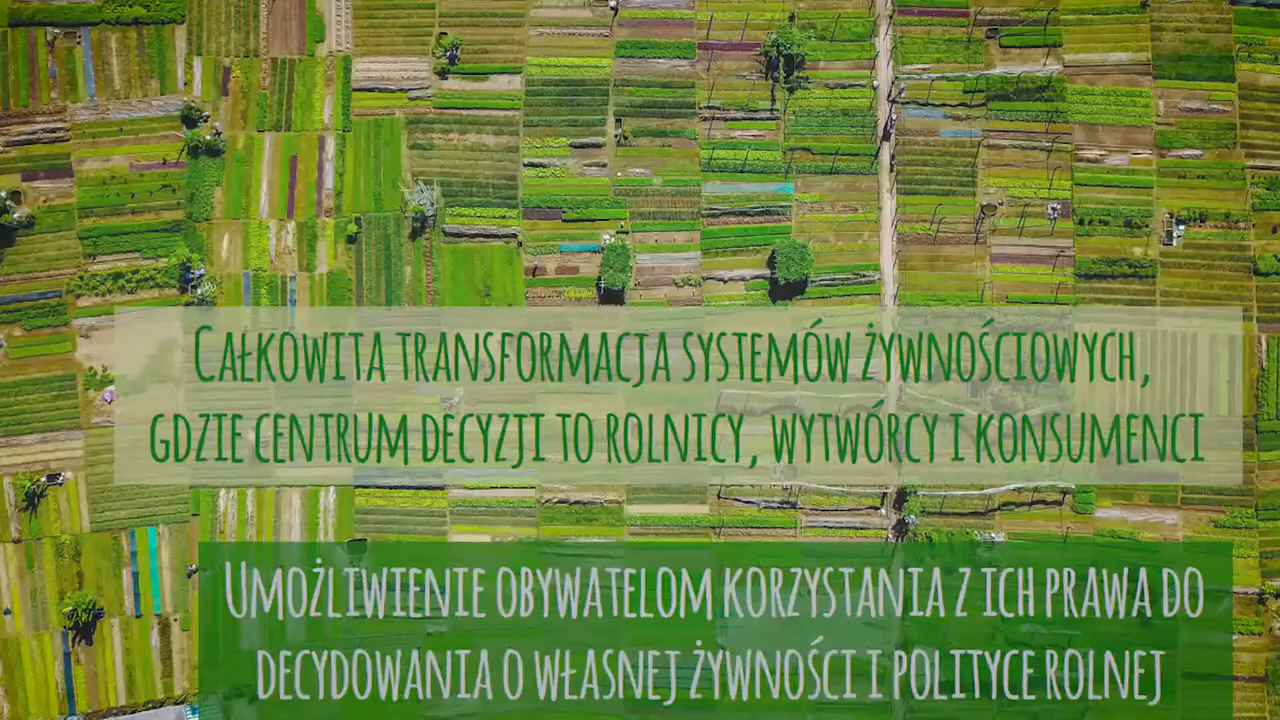 Całkowita transformacja systemów żywnościowych,
gdzie centrum decyzji to rolnicy, wytwórcy i konsumenci
Umożliwienie obywatelom korzystania z ich prawa do
decydowania o własnej żywności i polityce rolnej